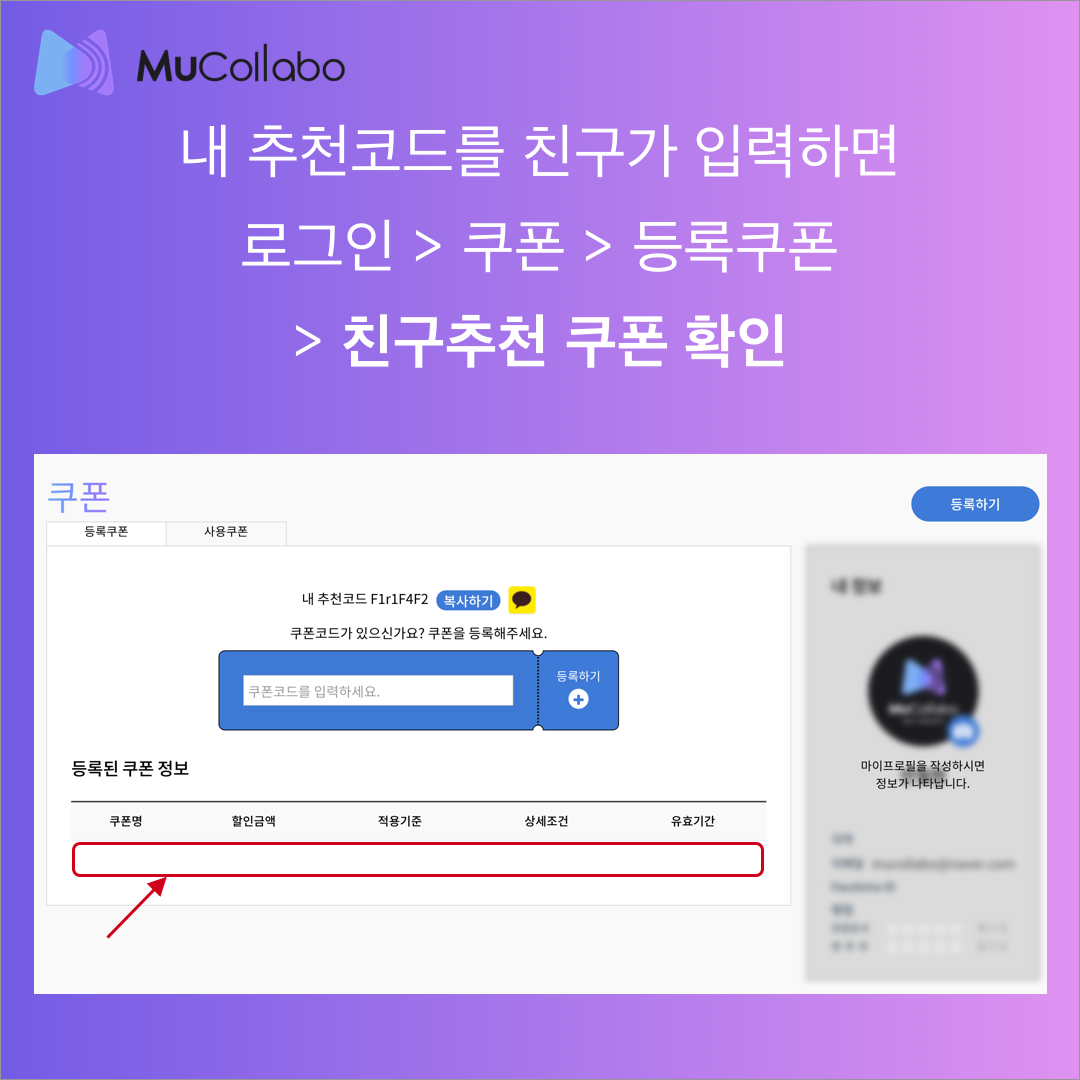 MuCollabo
내 추천코드를 친구가 입력하면
로그인 > 쿠폰 > 등록쿠폰
> 친구추천 쿠폰 확인
쿠폰
등록하기
등록쿠폰 사용쿠폰
내 추천코드 F1r1F4F2 복사하기
쿠폰코드가 있으신가요? 쿠폰을 등록해주세요.
쿠폰코드를 입력하세요.
등록하기
등록된 쿠폰 정보
쿠폰명 할인금액 적용기준 상세조건 유효기간
내 정보
MuCollabo
마이프로필을 작성하시면
정보가 나타납니다.
mucollabo@naver.com